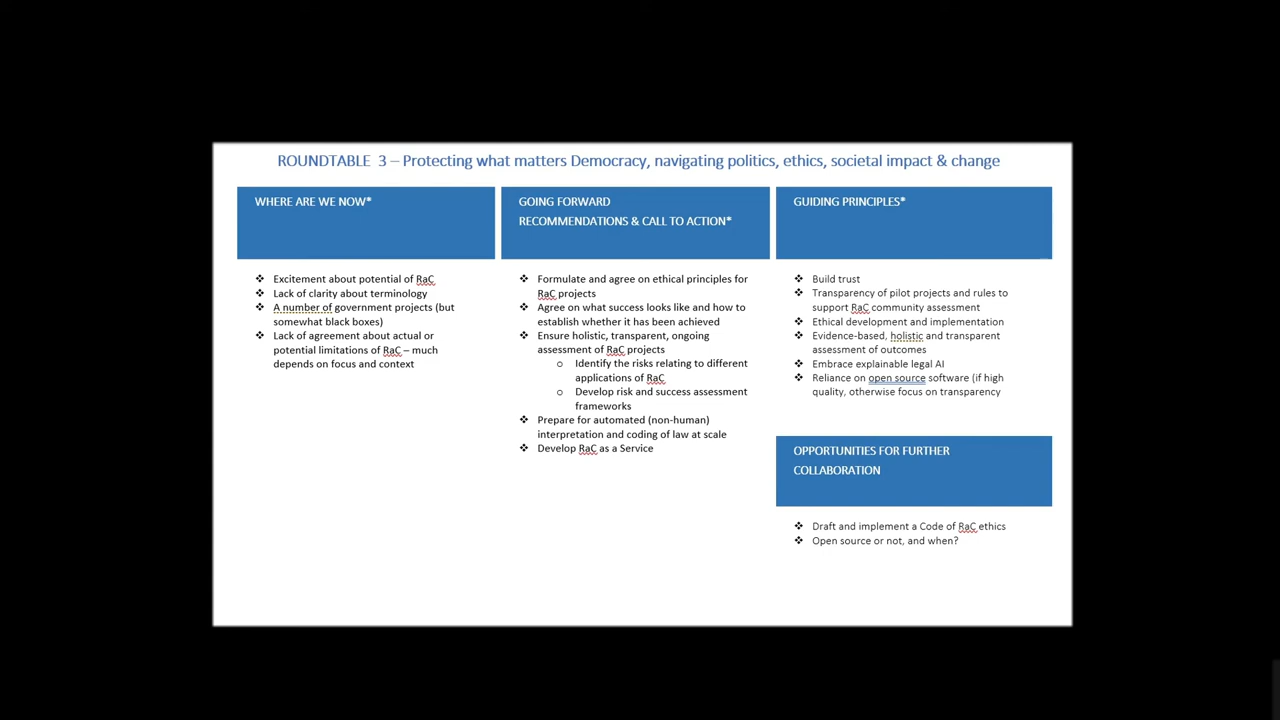 ROUNDTABLE 3 – Protecting what matters Democracy, navigating politics, ethics, societal impact & change
WHERE ARE WE NOW*
❖ Excitement about potential of RaC
❖ Lack of clarity about terminology
❖ A number of government projects (but
somewhat black boxes)
❖ Lack of agreement about actual or
potential limitations of RaC – much
depends on focus and context
GOING FORWARD
RECOMMENDATIONS & CALL TO ACTION*
❖ Formulate and agree on ethical principles for
RaC projects
❖ Agree on what success looks like and how to
establish whether it has been achieved
❖ Ensure holistic, transparent, ongoing
assessment of RaC projects
o Identify the risks relating to different
applications of RaC
o Develop risk and success assessment
frameworks
❖ Prepare for automated (non-human)
interpretation and coding of law at scale
❖ Develop RaC as a Service
GUIDING PRINCIPLES*
❖ Build trust
❖ Transparency of pilot projects and rules to
support RaC community assessment
❖ Ethical development and implementation
❖ Evidence-based, holistic and transparent
assessment of outcomes
❖ Embrace explainable legal AI
❖ Reliance on open source software (if high
quality, otherwise focus on transparency
OPPORTUNITIES FOR FURTHER
COLLABORATION
❖ Draft and implement a Code of RaC ethics
❖ Open source or not, and when?